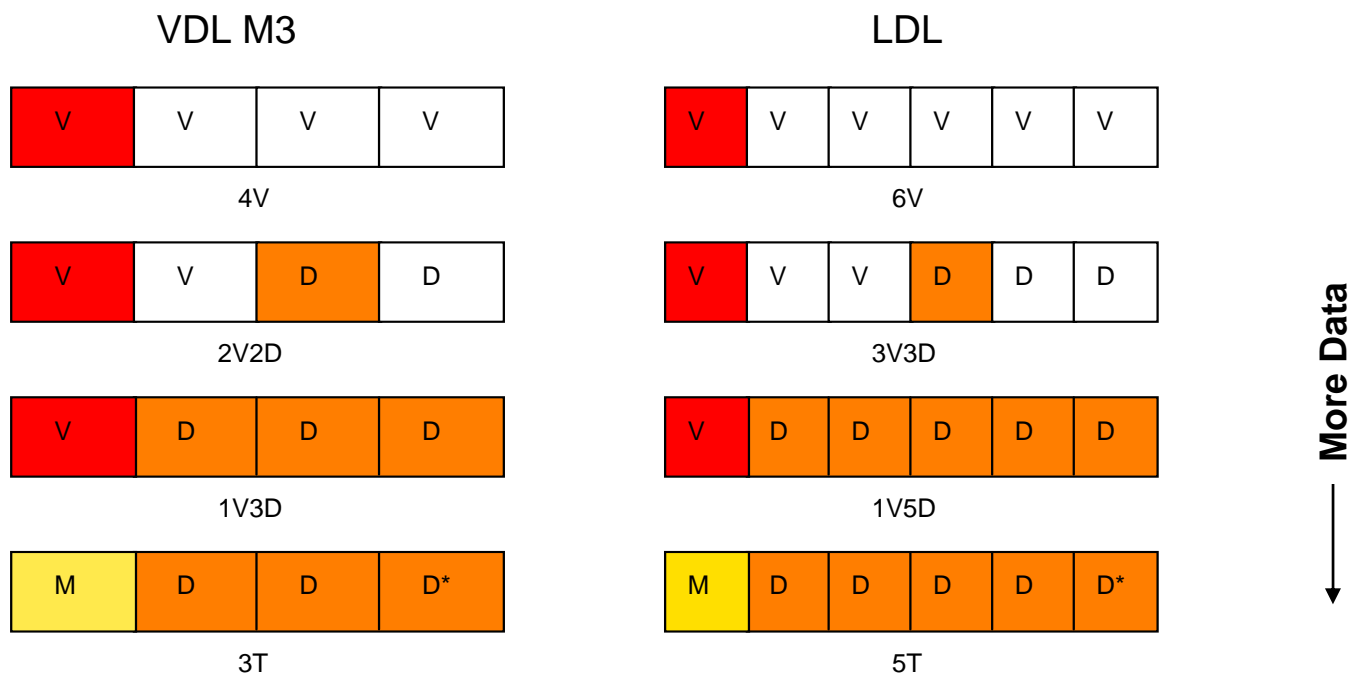 VDL M3
LDL
V V V V
4V
V V V V V V
6V
V V D D
2V2D
V V V D D D
3V3D
V D D D
1V3D
V D D D D D
1V5D
M D D D*
3T
M D D D D D*
5T
More Data